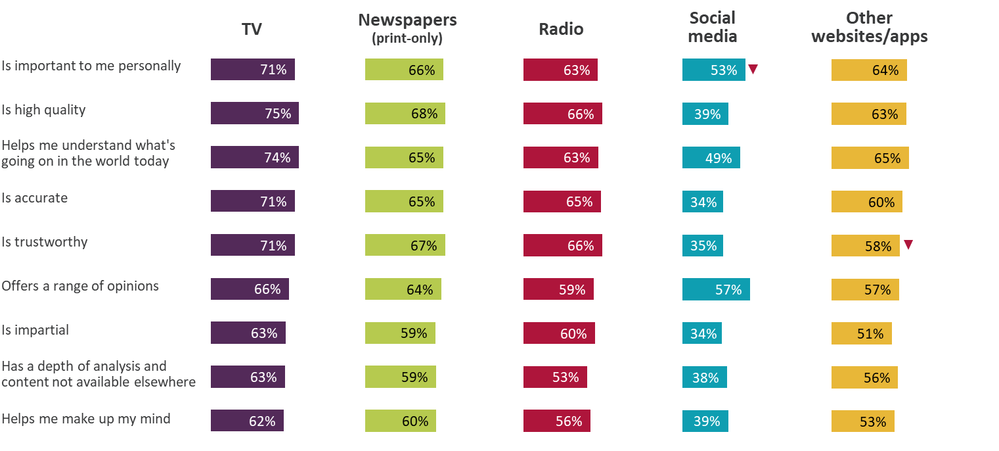 TV
Newspapers
(print-only)
Radio
Social
media
Other
websites/apps
Is important to me personally
71%
66%
63%
53%
64%
Is high quality
75%
68%
66%
39%
63%
Helps me understand what's
going on in the world today
74%
65%
63%
49%
65%
Is accurate
71%
65%
65%
34%
60%
Is trustworthy
71%
67%
66%
35%
58%
Offers a range of opinions
66%
64%
59%
57%
57%
Is impartial
63%
59%
60%
34%
51%
Has a depth of analysis and
content not available elsewhere
63%
59%
53%
38%
56%
Helps me make up my mind
62%
60%
56%
39%
53%